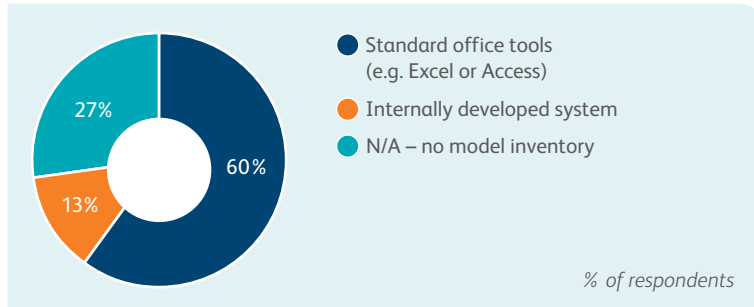 Standard office tools
(e.g. Excel or Access)
27%
Internally developed system
N/A – no model inventory
60%
13%
% of respondents